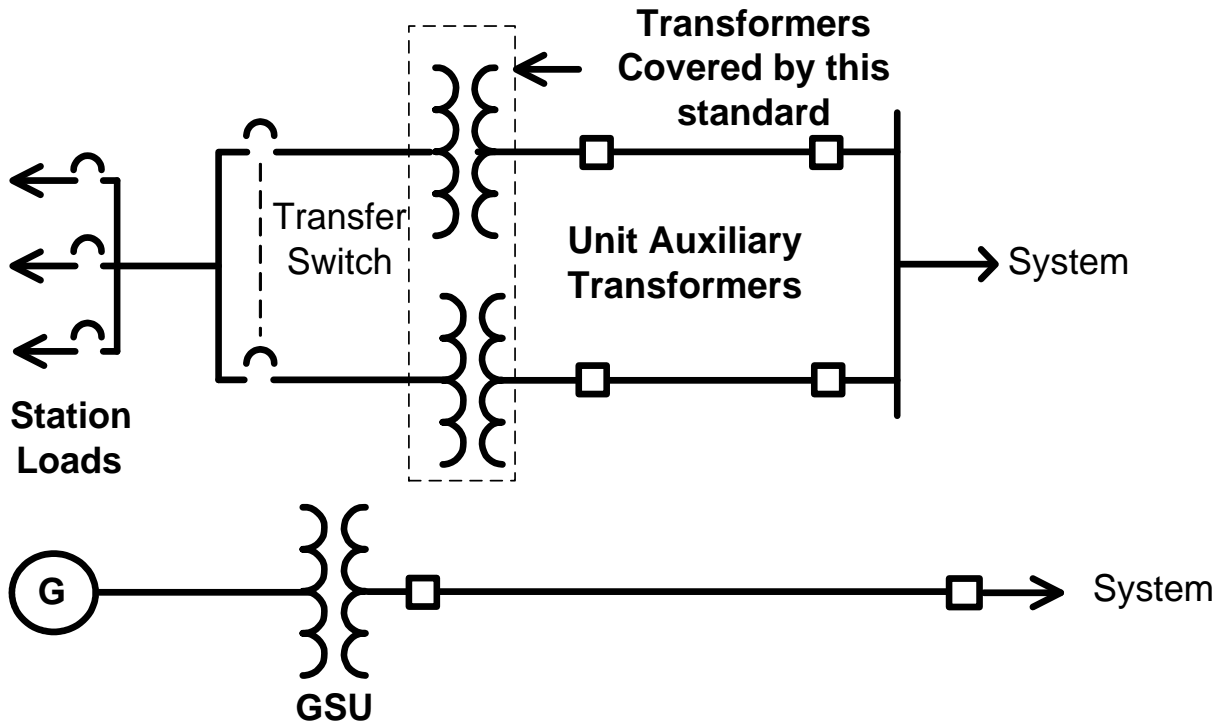 Transformers
Covered by this
standard
Transfer
Switch
Unit Auxiliary
Transformers
System
Station
Loads
G
System
GSU